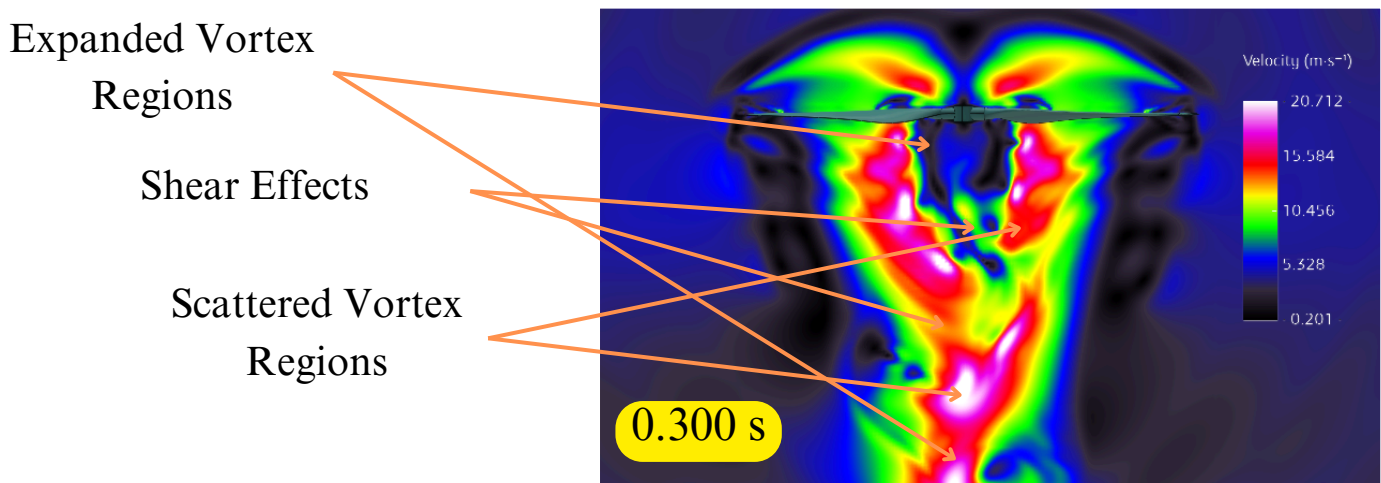 Expanded Vortex
Regions
Shear Effects
Scattered Vortex
Regions
0.300 s
Velocity (m·s⁻¹)
20.712
15.584
10.456
5.328
0.201